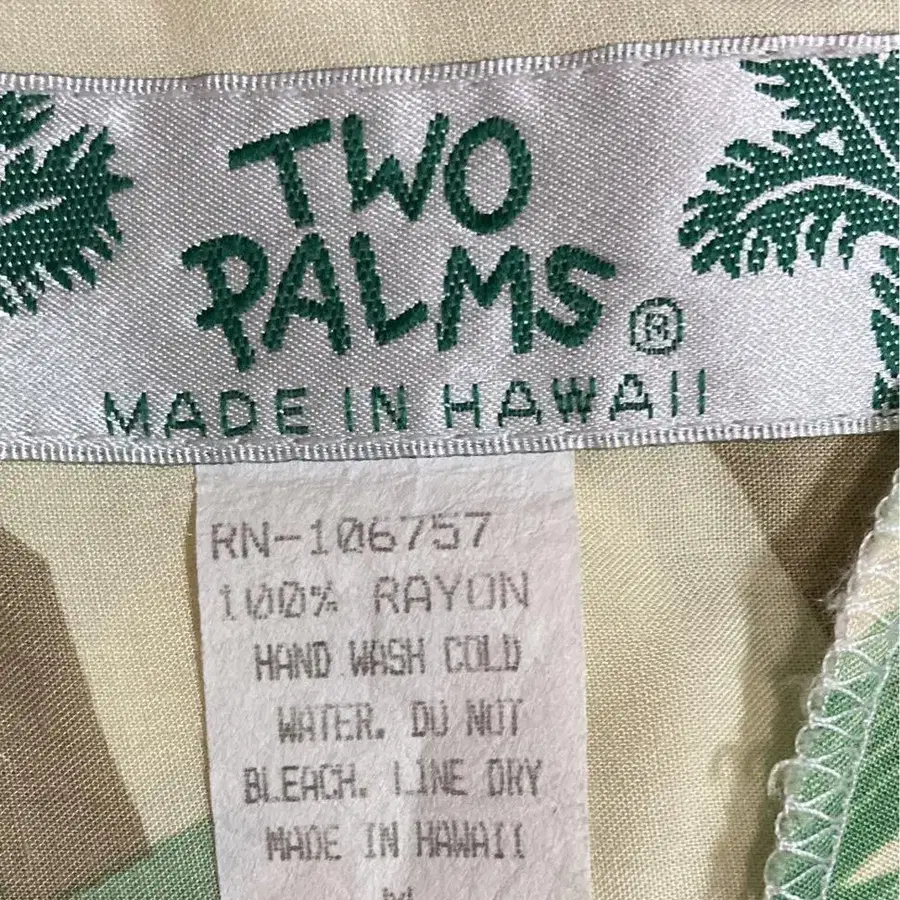 TWO
PALMS®
MADE IN HAWAII
RN-106757
100% RAYON
HAND WASH COLD
WATER. DO NOT
BLEACH. LINE DRY
MADE IN HAWAII